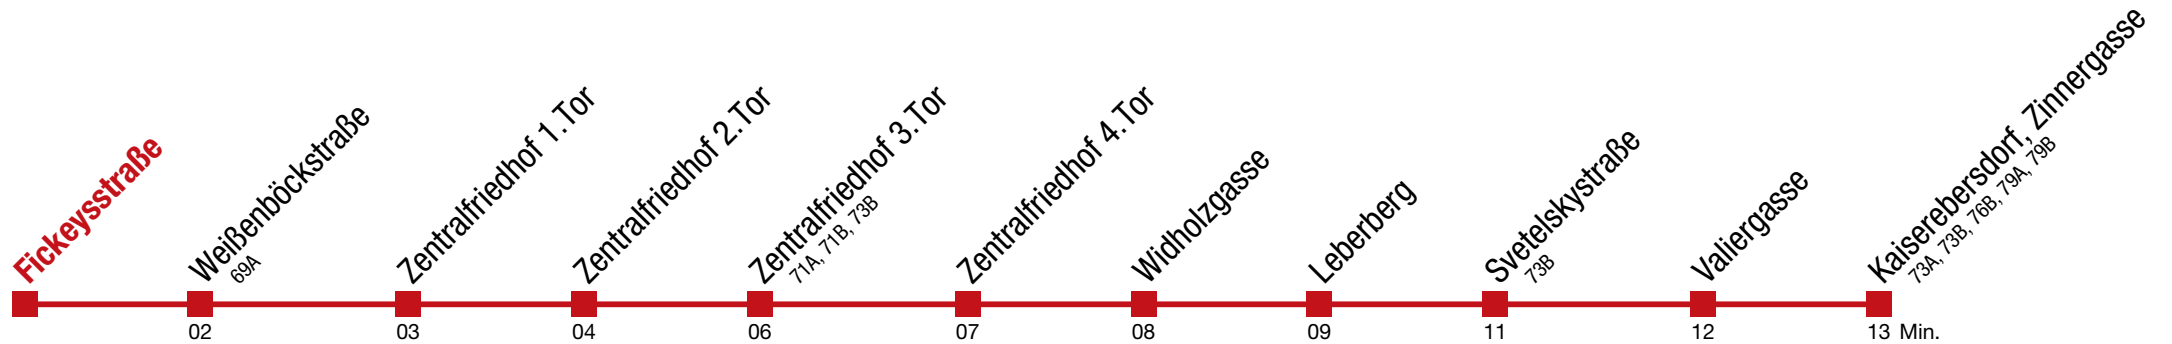 Fickeysstraße
Weißenböckstraße
69A
Zentralfriedhof 1.Tor
Zentralfriedhof 2.Tor
Zentralfriedhof 3.Tor
71A, 71B, 73B
Zentralfriedhof 4.Tor
Widholzgasse
Leberberg
Svetelskystraße
73B
Valiergasse
Kaiserebersdorf, Zinnergasse
73A, 73B, 76B, 79A, 79B
02 03 04 06 07 08 09 11 12 13 Min.